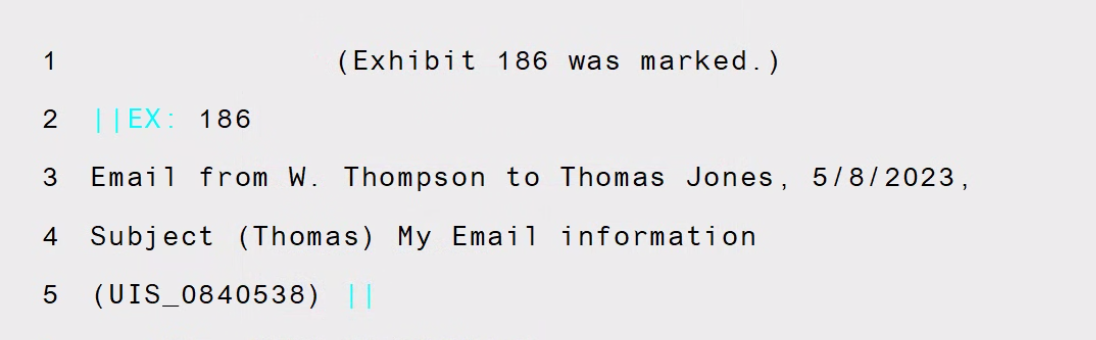 1 (Exhibit 186 was marked.)
2 ||EX: 186
3 Email from W. Thompson to Thomas Jones, 5/8/2023,
4 Subject (Thomas) My Email information
5 (UIS_0840538) ||